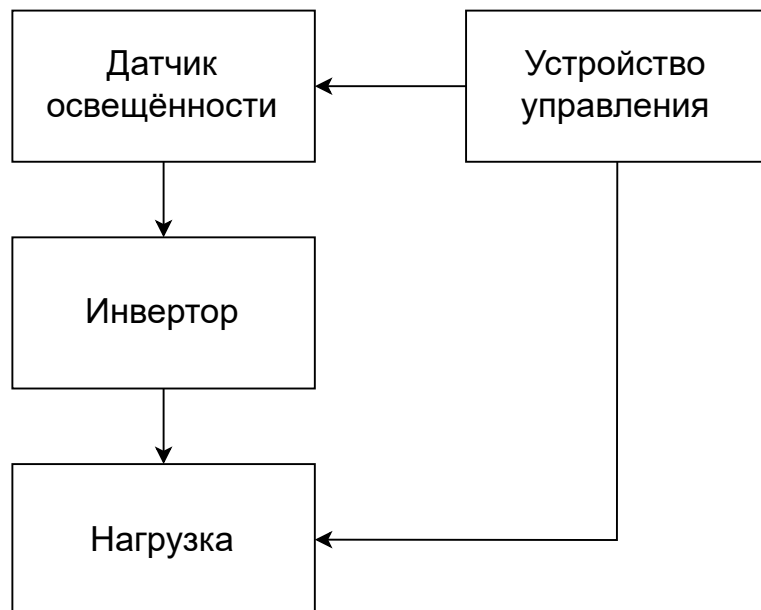 Датчик
освещённости
Устройство
управления
Инвертор
Нагрузка